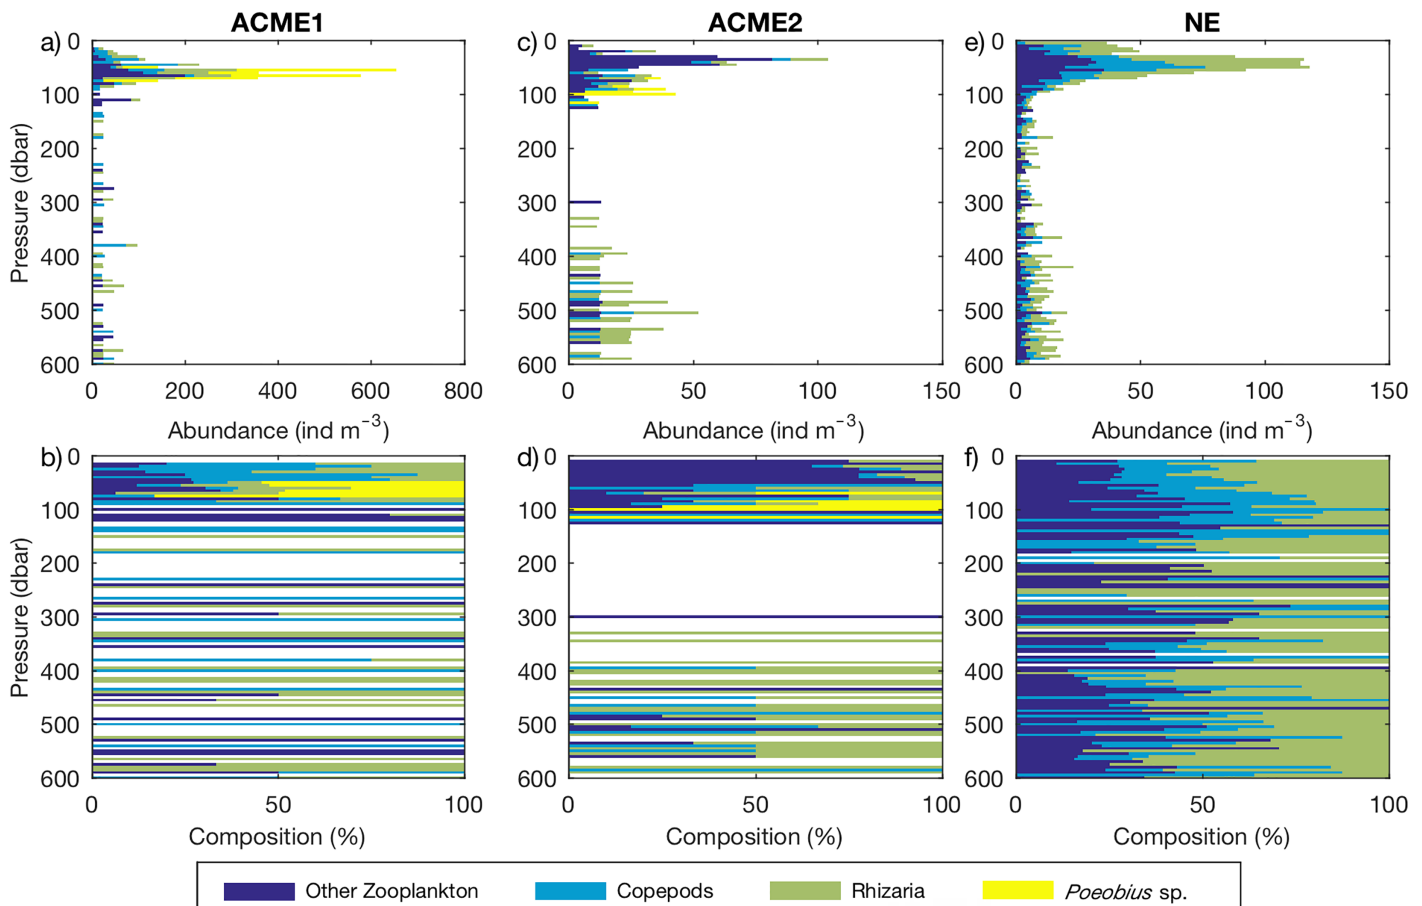 ACME1 ACME2 NE
a) c) e)
0 0 0
100 100 100
200 200 200
300 300 300
400 400 400
500 500 500
600 600 600
Pressure (dbar)
0 200 400 600 800 0 50 100 150 0 50 100 150
Abundance (ind m⁻³) Abundance (ind m⁻³) Abundance (ind m⁻³)
b) d) f)
0 0 0
100 100 100
200 200 200
300 300 300
400 400 400
500 500 500
600 600 600
Pressure (dbar)
0 50 100 0 50 100 0 50 100
Composition (%) Composition (%) Composition (%)
Other Zooplankton Copepods Rhizaria Poeobius sp.